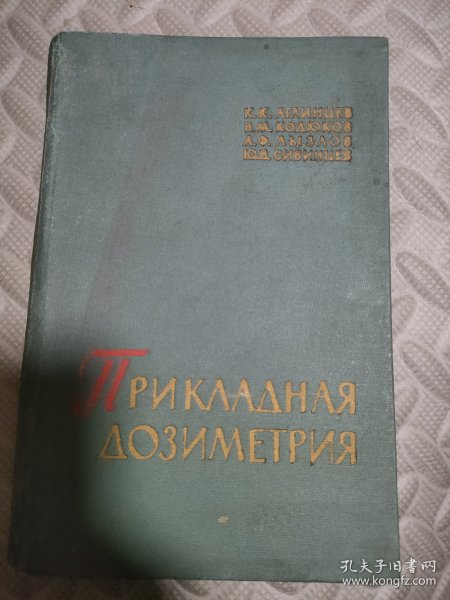 К.К. АГЛИНЦЕВ
В.М. КОДЮКОВ
А.Ф. ЛЫЗЛОВ
Ю.В. СИВИНЦЕВ
ПРИКЛАДНАЯ
ДОЗИМЕТРИЯ
孔夫子旧书网
www.kongfz.com